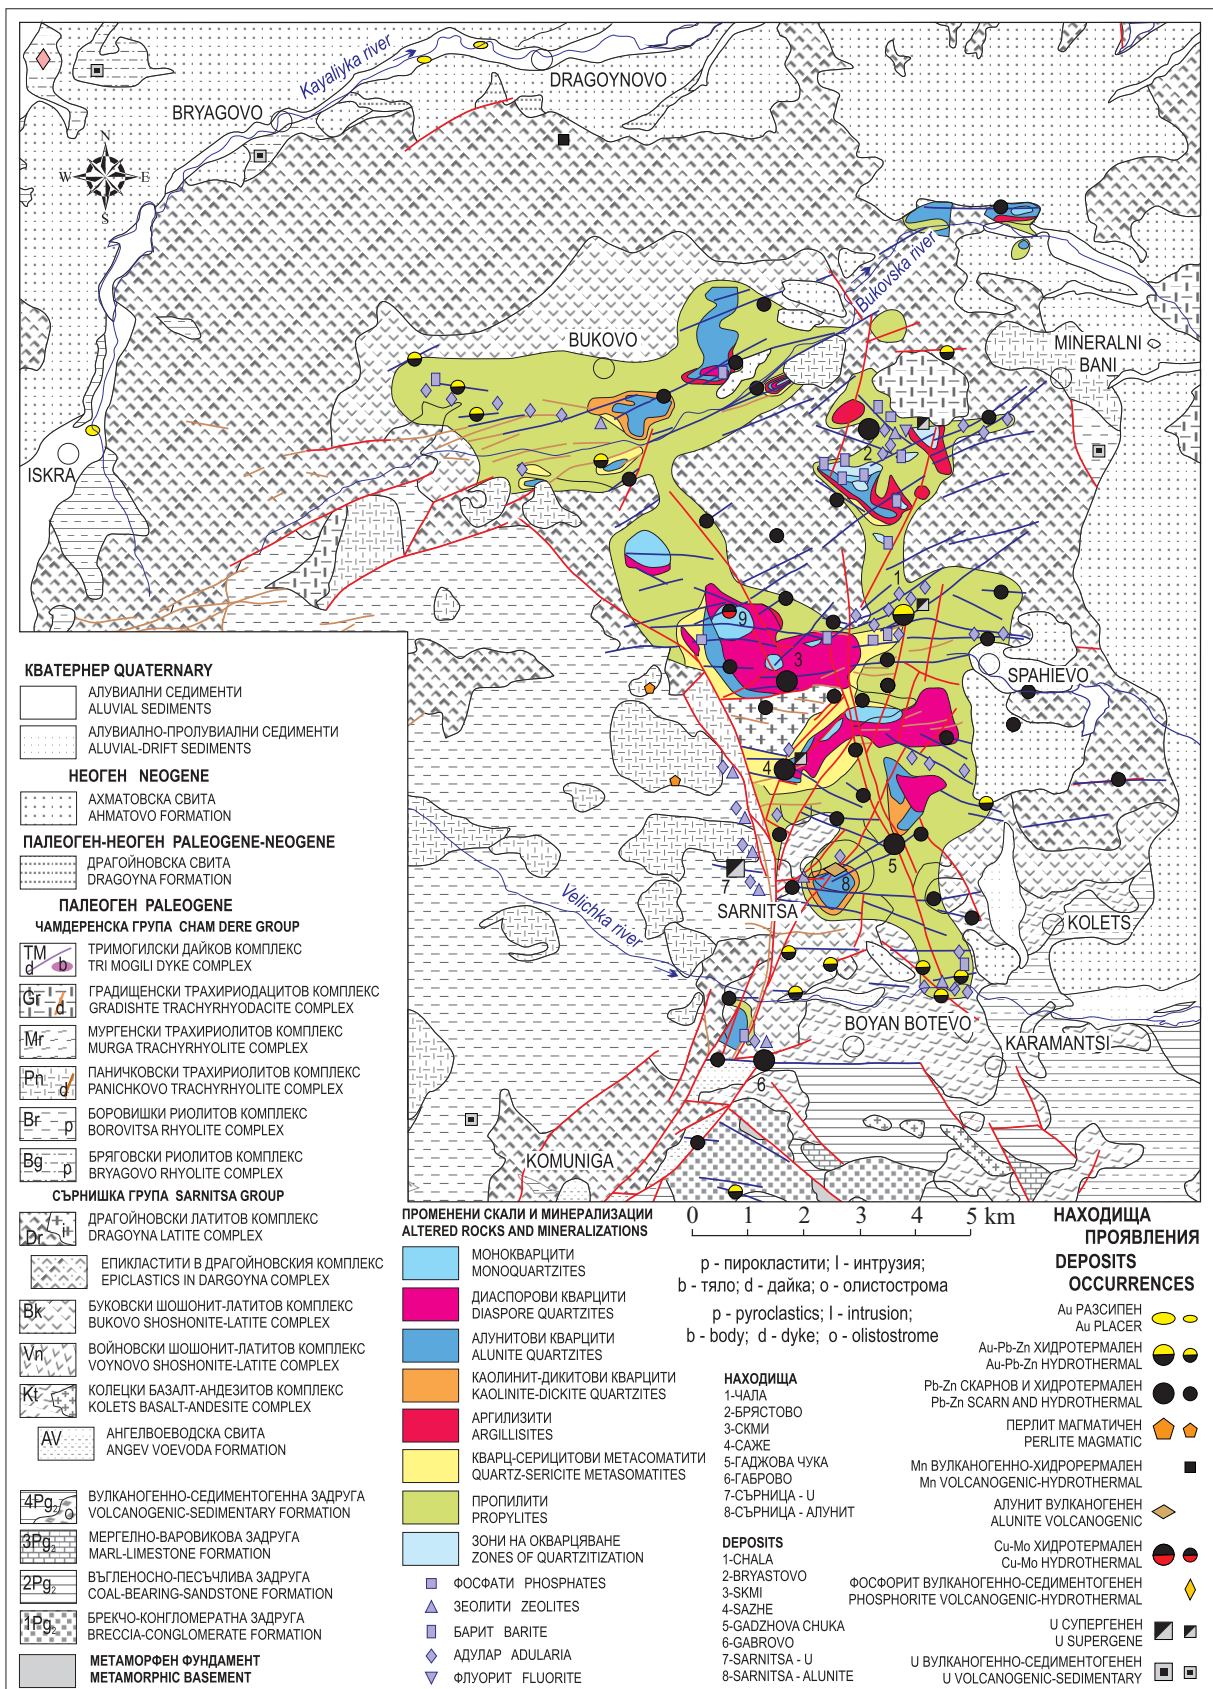 Kayaliyka river
DRAGOYNOVO
BRYAGOVO
N
W
E
S
Bukovska river
BUKOVO
MINERALNI
BANI
ISKRA
2
1
9
3
SPAHIEVO
4
5
7
8
SARNITSA
Velichka river
KOLETS
BOYAN BOTEVO
KARAMANTSI
6
KOMUNIGA
КВАТЕРНЕР QUATERNARY
АЛУВИАЛНИ СЕДИМЕНТИ
ALUVIAL SEDIMENTS
АЛУВИАЛНО-ПРОЛУВИАЛНИ СЕДИМЕНТИ
ALUVIAL-DRIFT SEDIMENTS
НЕОГЕН NEOGENE
АХМАТОВСКА СВИТА
AHMATOVO FORMATION
ПАЛЕОГЕН-НЕОГЕН PALEOGENE-NEOGENE
ДРАГОЙНОВСКА СВИТА
DRAGOYNA FORMATION
ПАЛЕОГЕН PALEOGENE
ЧАМДЕРЕНСКА ГРУПА CHAM DERE GROUP
TM d b
ТРИМОГИЛСКИ ДАЙКОВ КОМПЛЕКС
TRI MOGILI DYKE COMPLEX
Gr d
ГРАДИЩЕНСКИ ТРАХИРИОДАЦИТОВ КОМПЛЕКС
GRADISHTE TRACHYRHYODACITE COMPLEX
Mr
МУРГЕНСКИ ТРАХИРИОЛИТОВ КОМПЛЕКС
MURGA TRACHYRHYOLITE COMPLEX
Pn d
ПАНИЧКОВСКИ ТРАХИРИОЛИТОВ КОМПЛЕКС
PANICHKOVO TRACHYRHYOLITE COMPLEX
Br p
БОРОВИШКИ РИОЛИТОВ КОМПЛЕКС
BOROVITSA RHYOLITE COMPLEX
Bg p
БРЯГОВСКИ РИОЛИТОВ КОМПЛЕКС
BRYAGOVO RHYOLITE COMPLEX
СЪРНИШКА ГРУПА SARNITSA GROUP
Dr
ДРАГОЙНОВСКИ ЛАТИТОВ КОМПЛЕКС
DRAGOYNA LATITE COMPLEX
ЕПИКЛАСТИТИ В ДРАГОЙНОВСКИЯ КОМПЛЕКС
EPICLASTICS IN DARGOYNA COMPLEX
Bk
БУКОВСКИ ШОШОНИТ-ЛАТИТОВ КОМПЛЕКС
BUKOVO SHOSHONITE-LATITE COMPLEX
Vn
ВОЙНОВСКИ ШОШОНИТ-ЛАТИТОВ КОМПЛЕКС
VOYNOVO SHOSHONITE-LATITE COMPLEX
Kt
КОЛЕЦКИ БАЗАЛТ-АНДЕЗИТОВ КОМПЛЕКС
KOLETS BASALT-ANDESITE COMPLEX
AV
АНГЕЛВОЕВОДСКА СВИТА
ANGEV VOEVODA FORMATION
4Pg2
ВУЛКАНОГЕННО-СЕДИМЕНТОГЕННА ЗАДРУГА
VOLCANOGENIC-SEDIMENTARY FORMATION
3Pg2
МЕРГЕЛНО-ВАРОВИКОВА ЗАДРУГА
MARL-LIMESTONE FORMATION
2Pg2
ВЪГЛЕНОСНО-ПЕСЪЧЛИВА ЗАДРУГА
COAL-BEARING-SANDSTONE FORMATION
1Pg2
БРЕКЧО-КОНГЛОМЕРАТНА ЗАДРУГА
BRECCIA-CONGLOMERATE FORMATION
МЕТАМОРФЕН ФУНДАМЕНТ
METAMORPHIC BASEMENT
ПРОМЕНЕНИ СКАЛИ И МИНЕРАЛИЗАЦИИ
ALTERED ROCKS AND MINERALIZATIONS
МОНОКВАРЦИТИ
MONOQUARTZITES
ДИАСПОРОВИ КВАРЦИТИ
DIASPORE QUARTZITES
АЛУНИТОВИ КВАРЦИТИ
ALUNITE QUARTZITES
КАОЛИНИТ-ДИКИТОВИ КВАРЦИТИ
KAOLINITE-DICKITE QUARTZITES
АРГИЛИЗИТИ
ARGILLISITES
КВАРЦ-СЕРИЦИТОВИ МЕТАСОМАТИТИ
QUARTZ-SERICITE METASOMATITES
ПРОПИЛИТИ
PROPYLITES
ЗОНИ НА ОКВАРЦЯВАНЕ
ZONES OF QUARTZITIZATION
ФОСФАТИ PHOSPHATES
ЗЕОЛИТИ ZEOLITES
БАРИТ BARITE
АДУЛАР ADULARIA
ФЛУОРИТ FLUORITE
0 1 2 3 4 5 km
p - пирокластити; I - интрузия;
b - тяло; d - дайка; o - олистострома
p - pyroclastics; I - intrusion;
b - body; d - dyke; o - olistostrome
НАХОДИЩА
1-ЧАЛА
2-БРЯСТОВО
3-СКМИ
4-САЖЕ
5-ГАДЖОВА ЧУКА
6-ГАБРОВО
7-СЪРНИЦА - U
8-СЪРНИЦА - АЛУНИТ
DEPOSITS
1-CHALA
2-BRYASTOVO
3-SKMI
4-SAZHE
5-GADZHOVA CHUKA
6-GABROVO
7-SARNITSA - U
8-SARNITSA - ALUNITE
НАХОДИЩА
ПРОЯВЛЕНИЯ
DEPOSITS
OCCURRENCES
Au РАЗСИПЕН
Au PLACER
Au-Pb-Zn ХИДРОТЕРМАЛЕН
Au-Pb-Zn HYDROTHERMAL
Pb-Zn СКАРНОВ И ХИДРОТЕРМАЛЕН
Pb-Zn SCARN AND HYDROTHERMAL
ПЕРЛИТ МАГМАТИЧЕН
PERLITE MAGMATIC
Mn ВУЛКАНОГЕННО-ХИДРОРЕРМАЛЕН
Mn VOLCANOGENIC-HYDROTHERMAL
АЛУНИТ ВУЛКАНОГЕНЕН
ALUNITE VOLCANOGENIC
Cu-Mo ХИДРОТЕРМАЛЕН
Cu-Mo HYDROTHERMAL
ФОСФОРИТ ВУЛКАНОГЕННО-СЕДИМЕНТОГЕНЕН
PHOSPHORITE VOLCANOGENIC-HYDROTHERMAL
U СУПЕРГЕНЕН
U SUPERGENE
U ВУЛКАНОГЕННО-СЕДИМЕНТОГЕНЕН
U VOLCANOGENIC-SEDIMENTARY